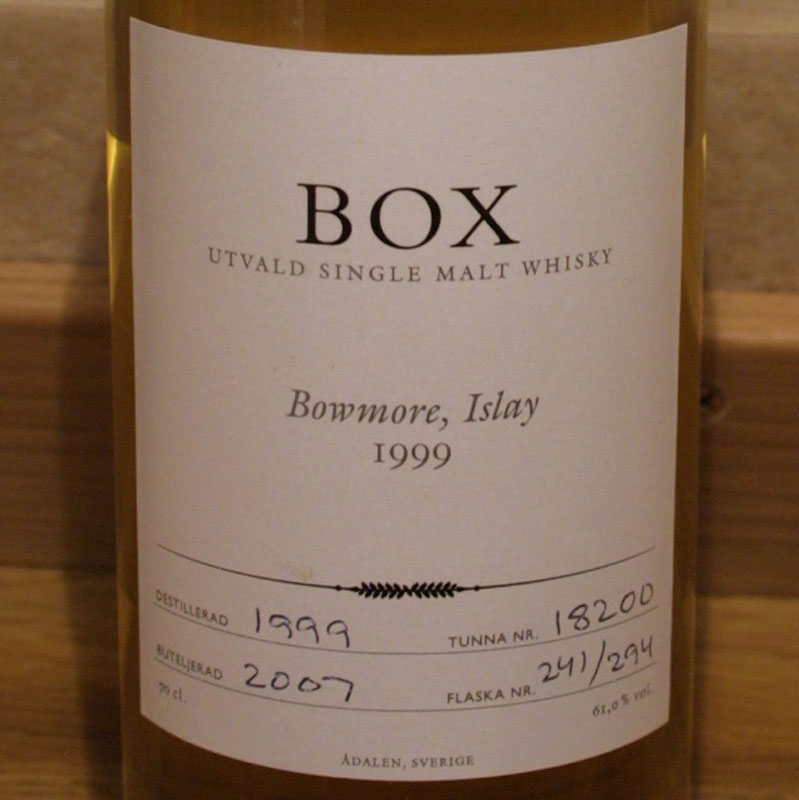 BOX
UTVALD SINGLE MALT WHISKY
Bowmore, Islay
1999
DESTILLERAD 1999 TUNNA NR. 18200
BUTELJERAD 2007 FLASKA NR. 241/294
70 cl. 61,0 % vol.
ÅDALEN, SVERIGE